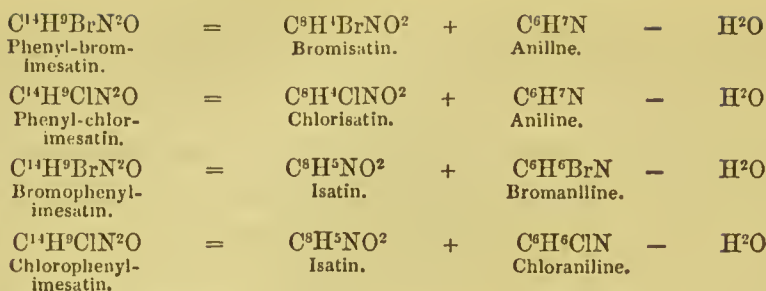 C¹⁴H⁹BrN²O = C⁸H⁴BrNO² + C⁶H⁷N — H²O
Phenyl-brom- Bromisatin. Aniline.
imesatin.
C¹⁴H⁹ClN²O = C⁸H⁴ClNO² + C⁶H⁷N — H²O
Phenyl-chlor- Chlorisatin. Aniline.
imesatin.
C¹⁴H⁹BrN²O = C⁸H⁵NO² + C⁶H⁶BrN — H²O
Bromophenyl- Isatin. Bromaniline.
imesatin.
C¹⁴H⁹ClN²O = C⁸H⁵NO² + C⁶H⁶ClN — H²O
Chlorophenyl- Isatin. Chloraniline.
imesatin.